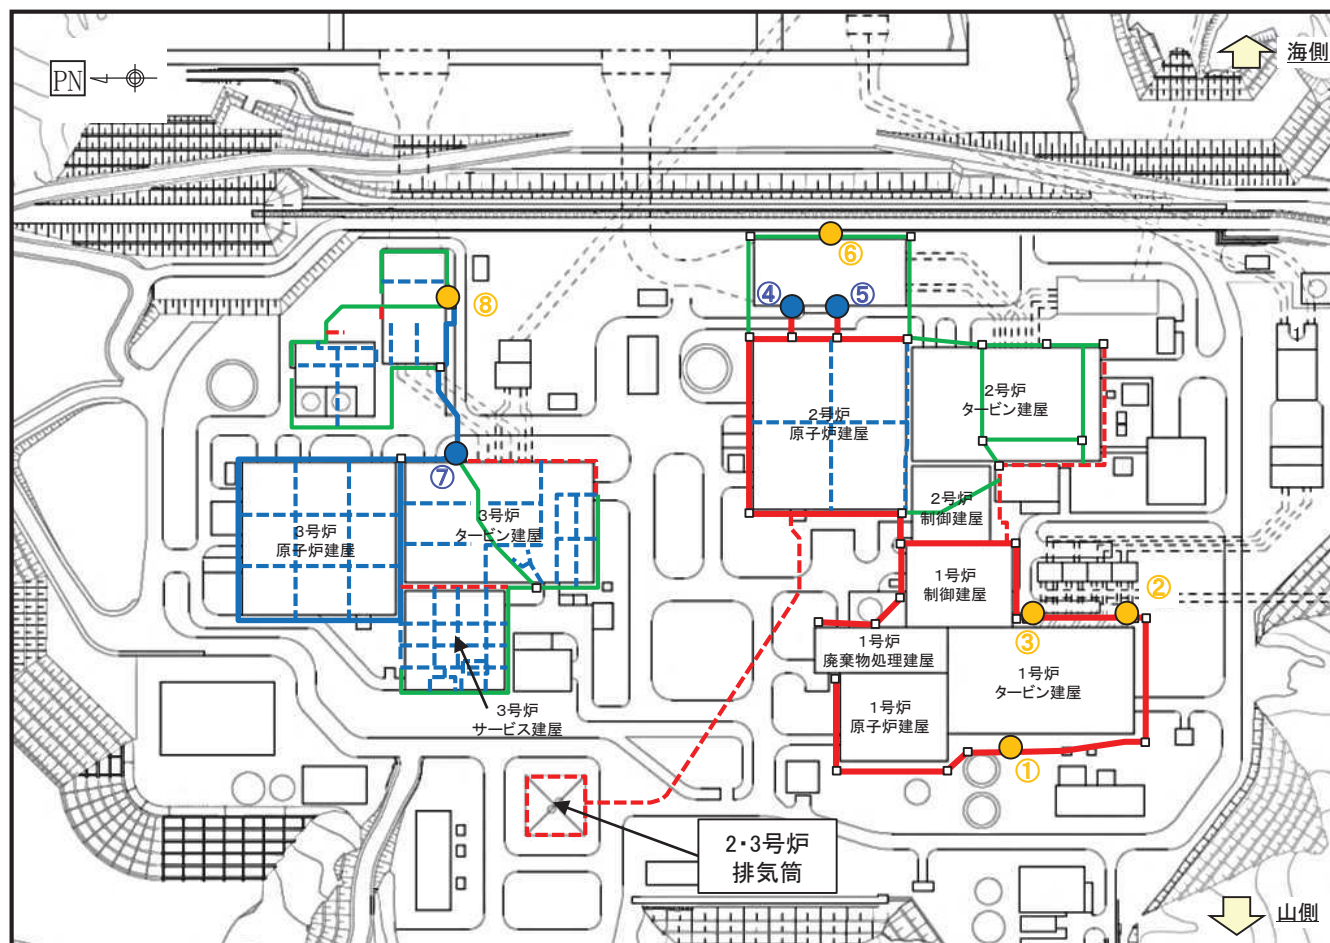 海側
PN
⑥
④
⑤
⑧
2号炉
タービン建屋
2号炉
原子炉建屋
⑦
2号炉
制御建屋
3号炉
タービン建屋
3号炉
原子炉建屋
1号炉
制御建屋
②
③
1号炉
廃棄物処理建屋
1号炉
タービン建屋
1号炉
原子炉建屋
3号炉
サービス建屋
①
2・3号炉
排気筒
山側